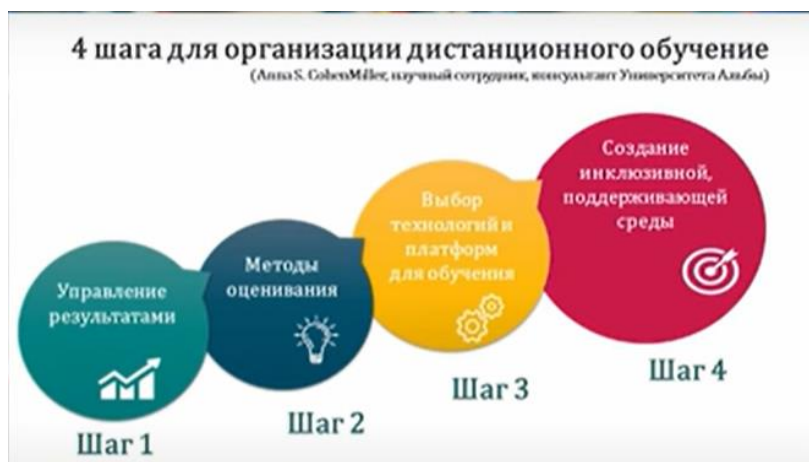 4 шага для организации дистанционного обучение
(Anna S. CohenMiller, научный сотрудник, консультант Университета Альбы)
Управление
результатами
Шаг 1
Методы
оценивания
Шаг 2
Выбор
технологий и
платформ
для обучения
Шаг 3
Создание
инклюзивной,
поддерживающей
среды
Шаг 4